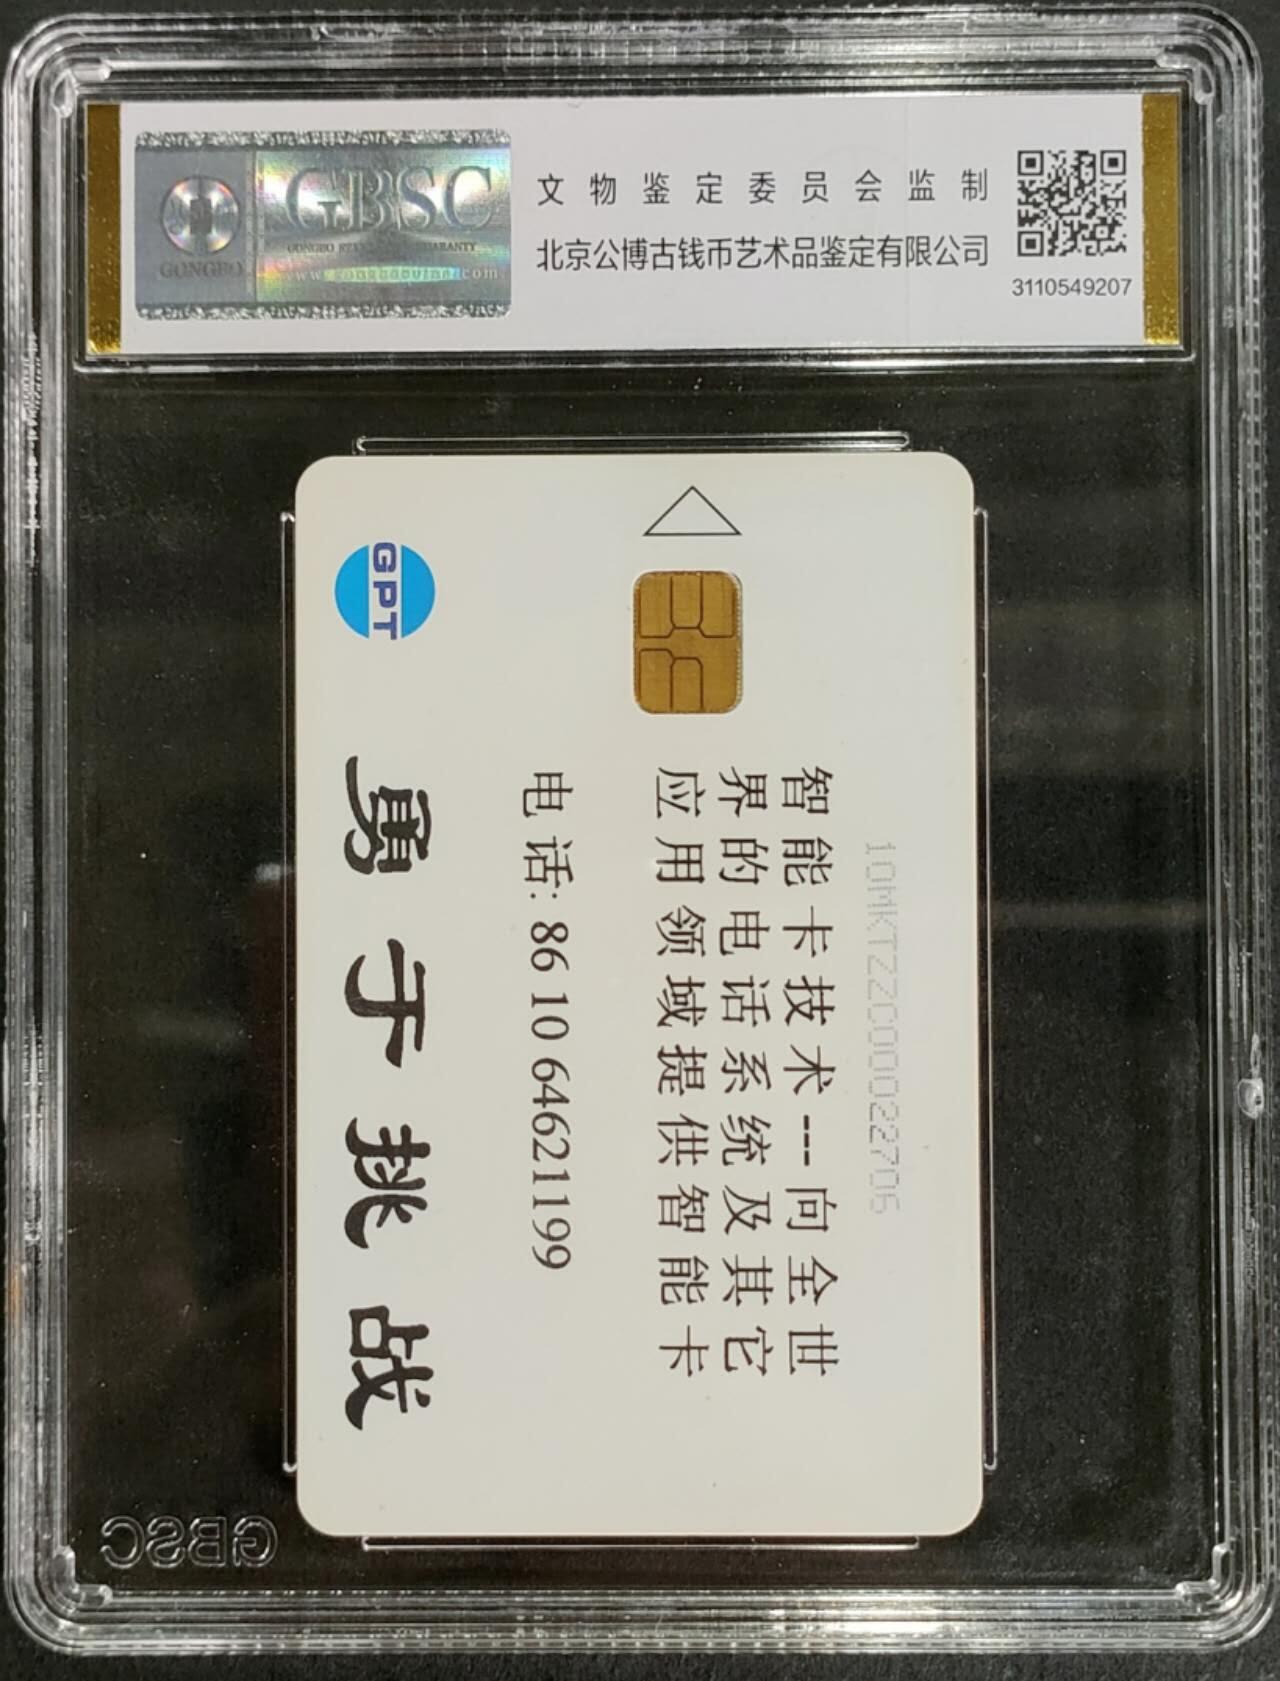 GONGBO
GBSC
www.gongbocoins.com
文物鉴定委员会监制
北京公博古钱币艺术品鉴定有限公司
3110549207
10MKTZZC00022706
智能卡技术---向全世
界的电话系统及其它
应用领域提供智能卡
电话: 86 10 64621199
GPT
勇于挑战
GBSC